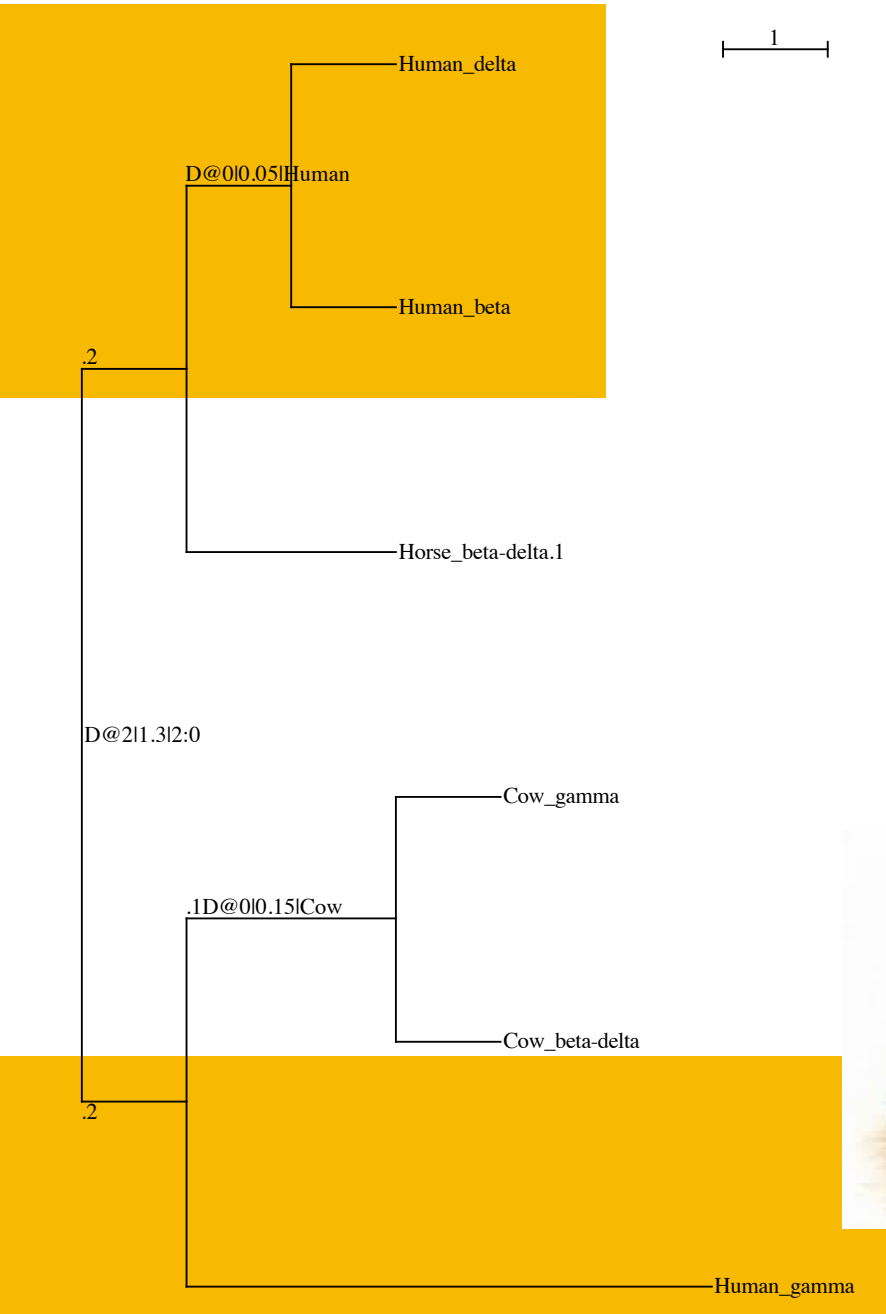 1
Human_delta
D@0|0.05|Human
Human_beta
.2
Horse_beta-delta.1
D@2|1.3|2:0
Cow_gamma
.1D@0|0.15|Cow
Cow_beta-delta
.2
Human_gamma